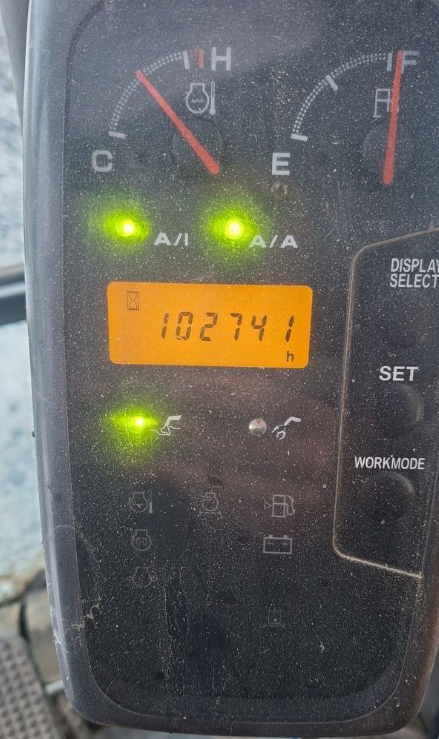 H
F
C
E
A/I
A/A
DISPLAY
SELECT
102741
h
SET
WORKMODE